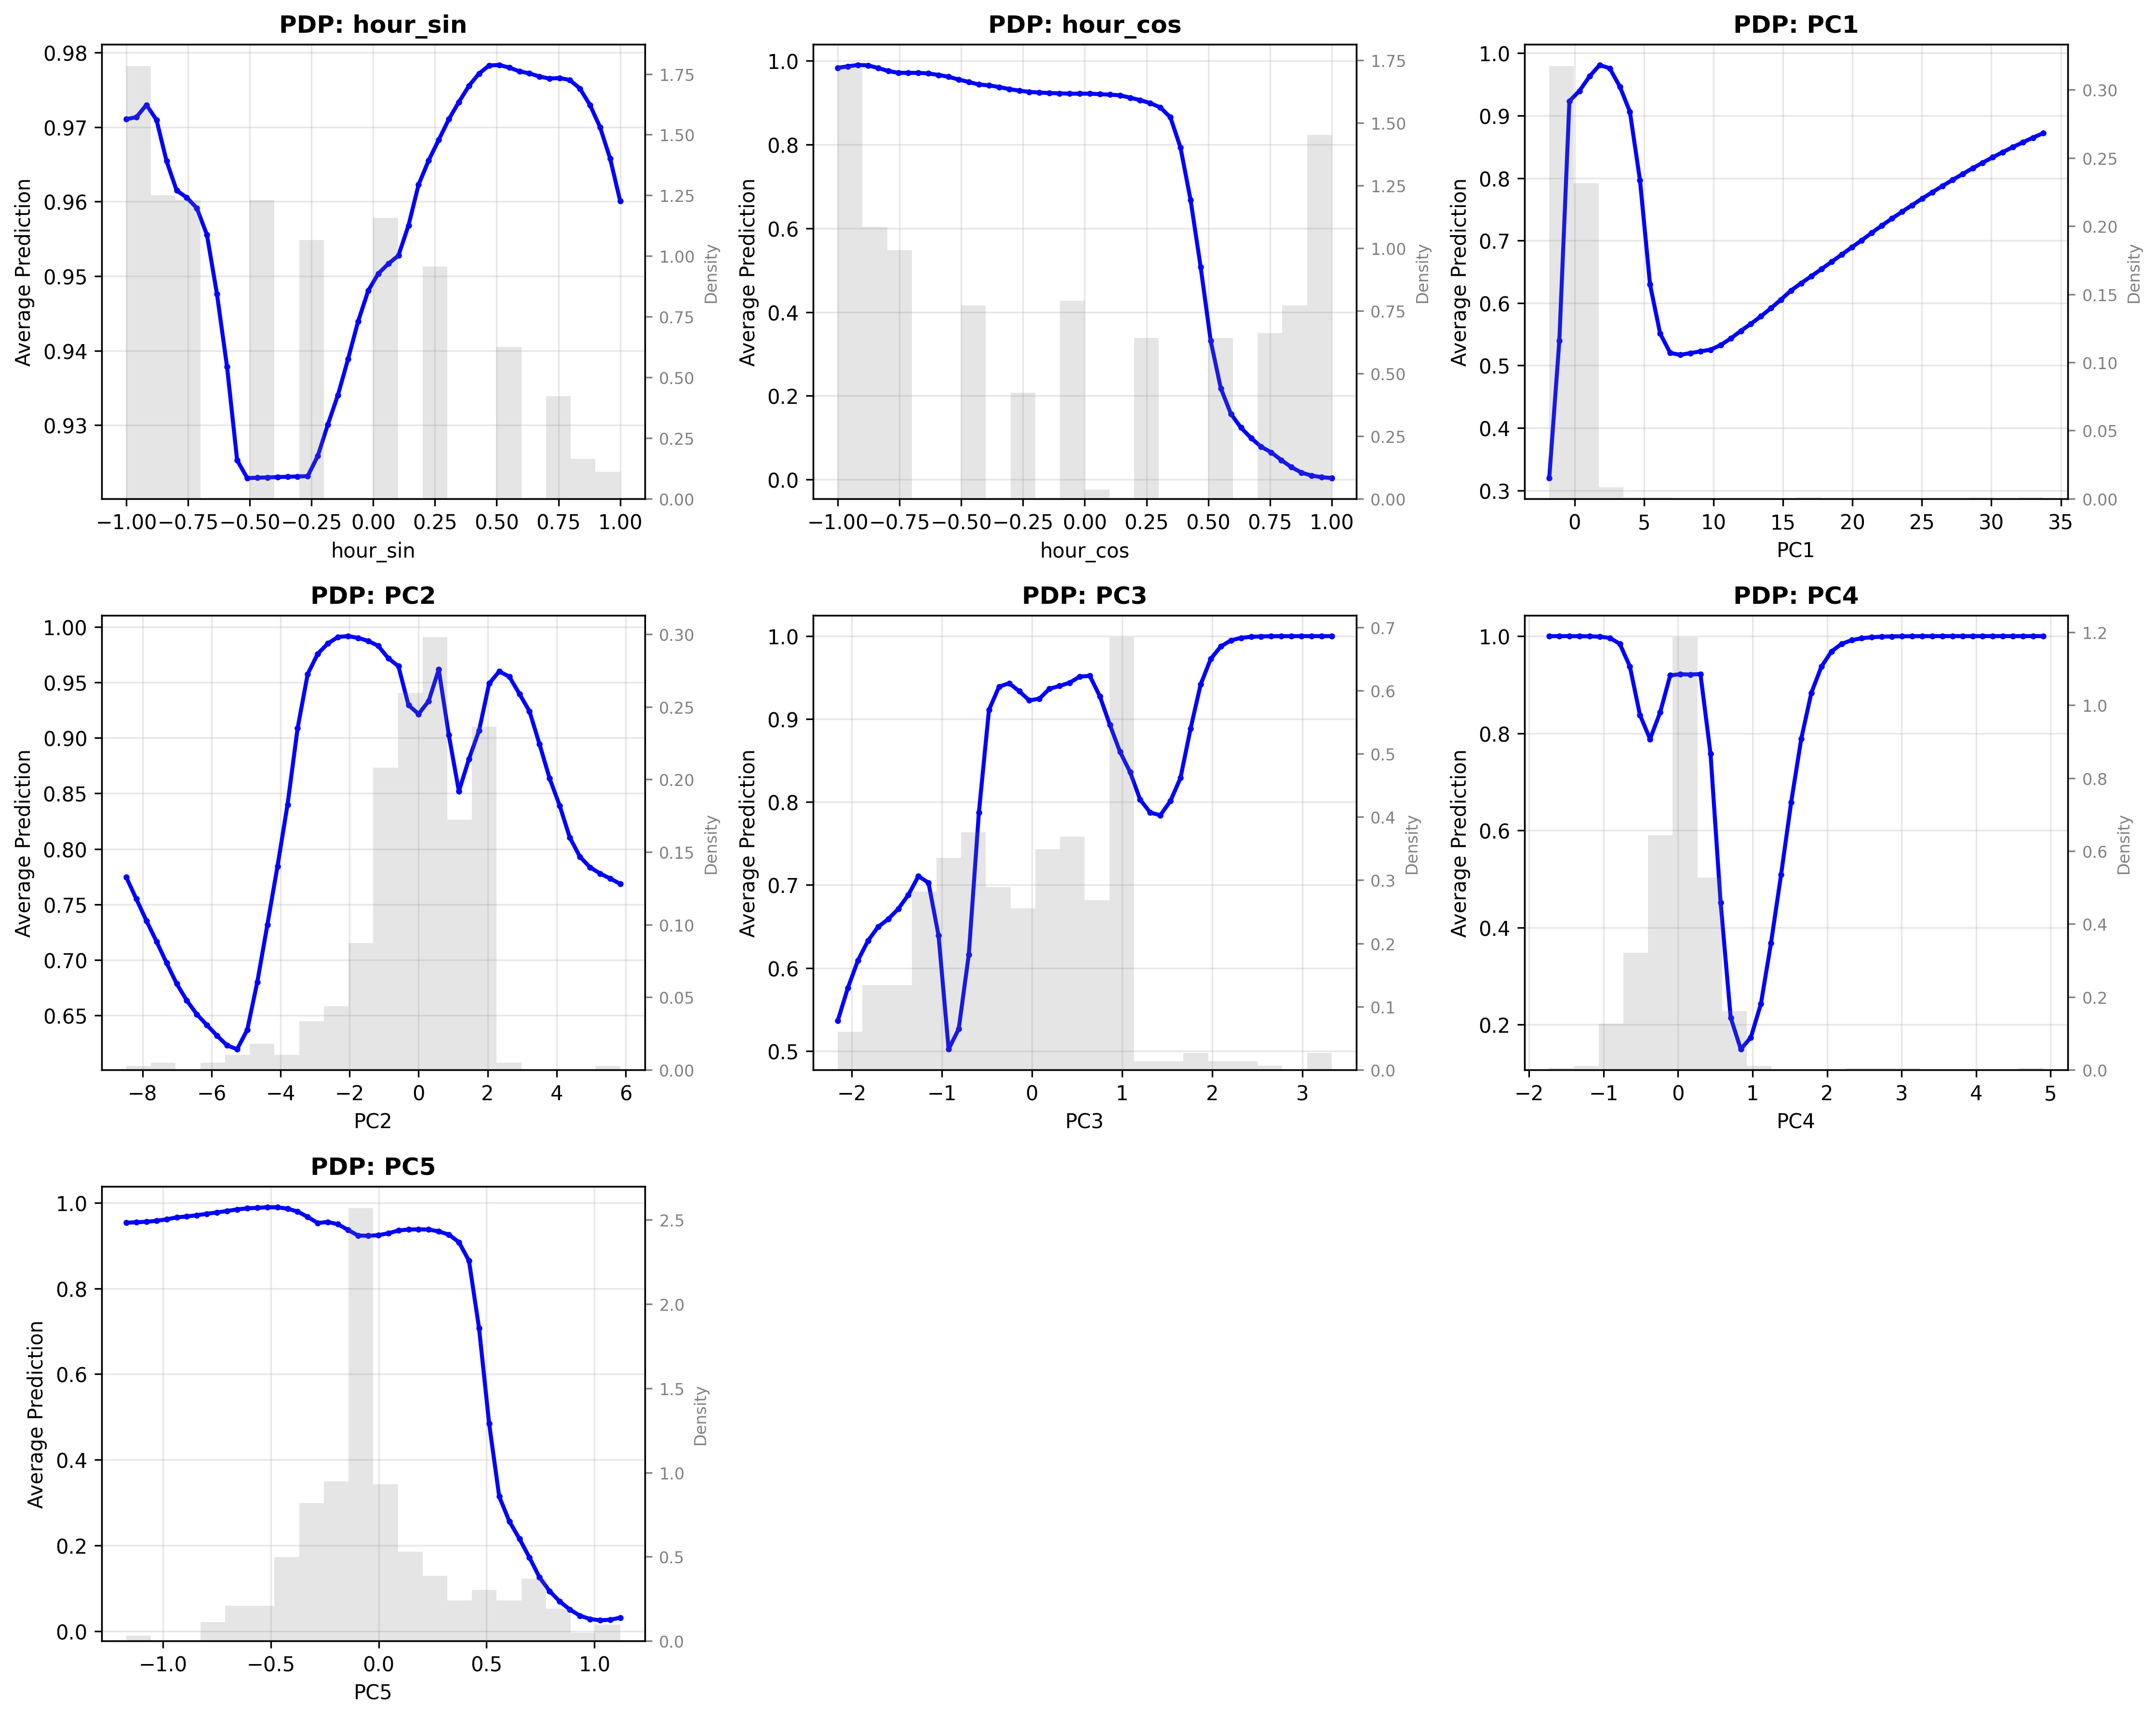 PDP: hour_sin
0.98
0.97
0.96
0.95
0.94
0.93
Average Prediction
1.75
1.50
1.25
1.00
0.75
0.50
0.25
0.00
Density
−1.00 −0.75 −0.50 −0.25 0.00 0.25 0.50 0.75 1.00
hour_sin
PDP: hour_cos
1.0
0.8
0.6
0.4
0.2
0.0
Average Prediction
1.75
1.50
1.25
1.00
0.75
0.50
0.25
0.00
Density
−1.00 −0.75 −0.50 −0.25 0.00 0.25 0.50 0.75 1.00
hour_cos
PDP: PC1
1.0
0.9
0.8
0.7
0.6
0.5
0.4
0.3
Average Prediction
0.30
0.25
0.20
0.15
0.10
0.05
0.00
Density
0 5 10 15 20 25 30 35
PC1
PDP: PC2
1.00
0.95
0.90
0.85
0.80
0.75
0.70
0.65
Average Prediction
0.30
0.25
0.20
0.15
0.10
0.05
0.00
Density
−8 −6 −4 −2 0 2 4 6
PC2
PDP: PC3
1.0
0.9
0.8
0.7
0.6
0.5
Average Prediction
0.7
0.6
0.5
0.4
0.3
0.2
0.1
0.0
Density
−2 −1 0 1 2 3
PC3
PDP: PC4
1.0
0.8
0.6
0.4
0.2
Average Prediction
1.2
1.0
0.8
0.6
0.4
0.2
0.0
Density
−2 −1 0 1 2 3 4 5
PC4
PDP: PC5
1.0
0.8
0.6
0.4
0.2
0.0
Average Prediction
2.5
2.0
1.5
1.0
0.5
0.0
Density
−1.0 −0.5 0.0 0.5 1.0
PC5